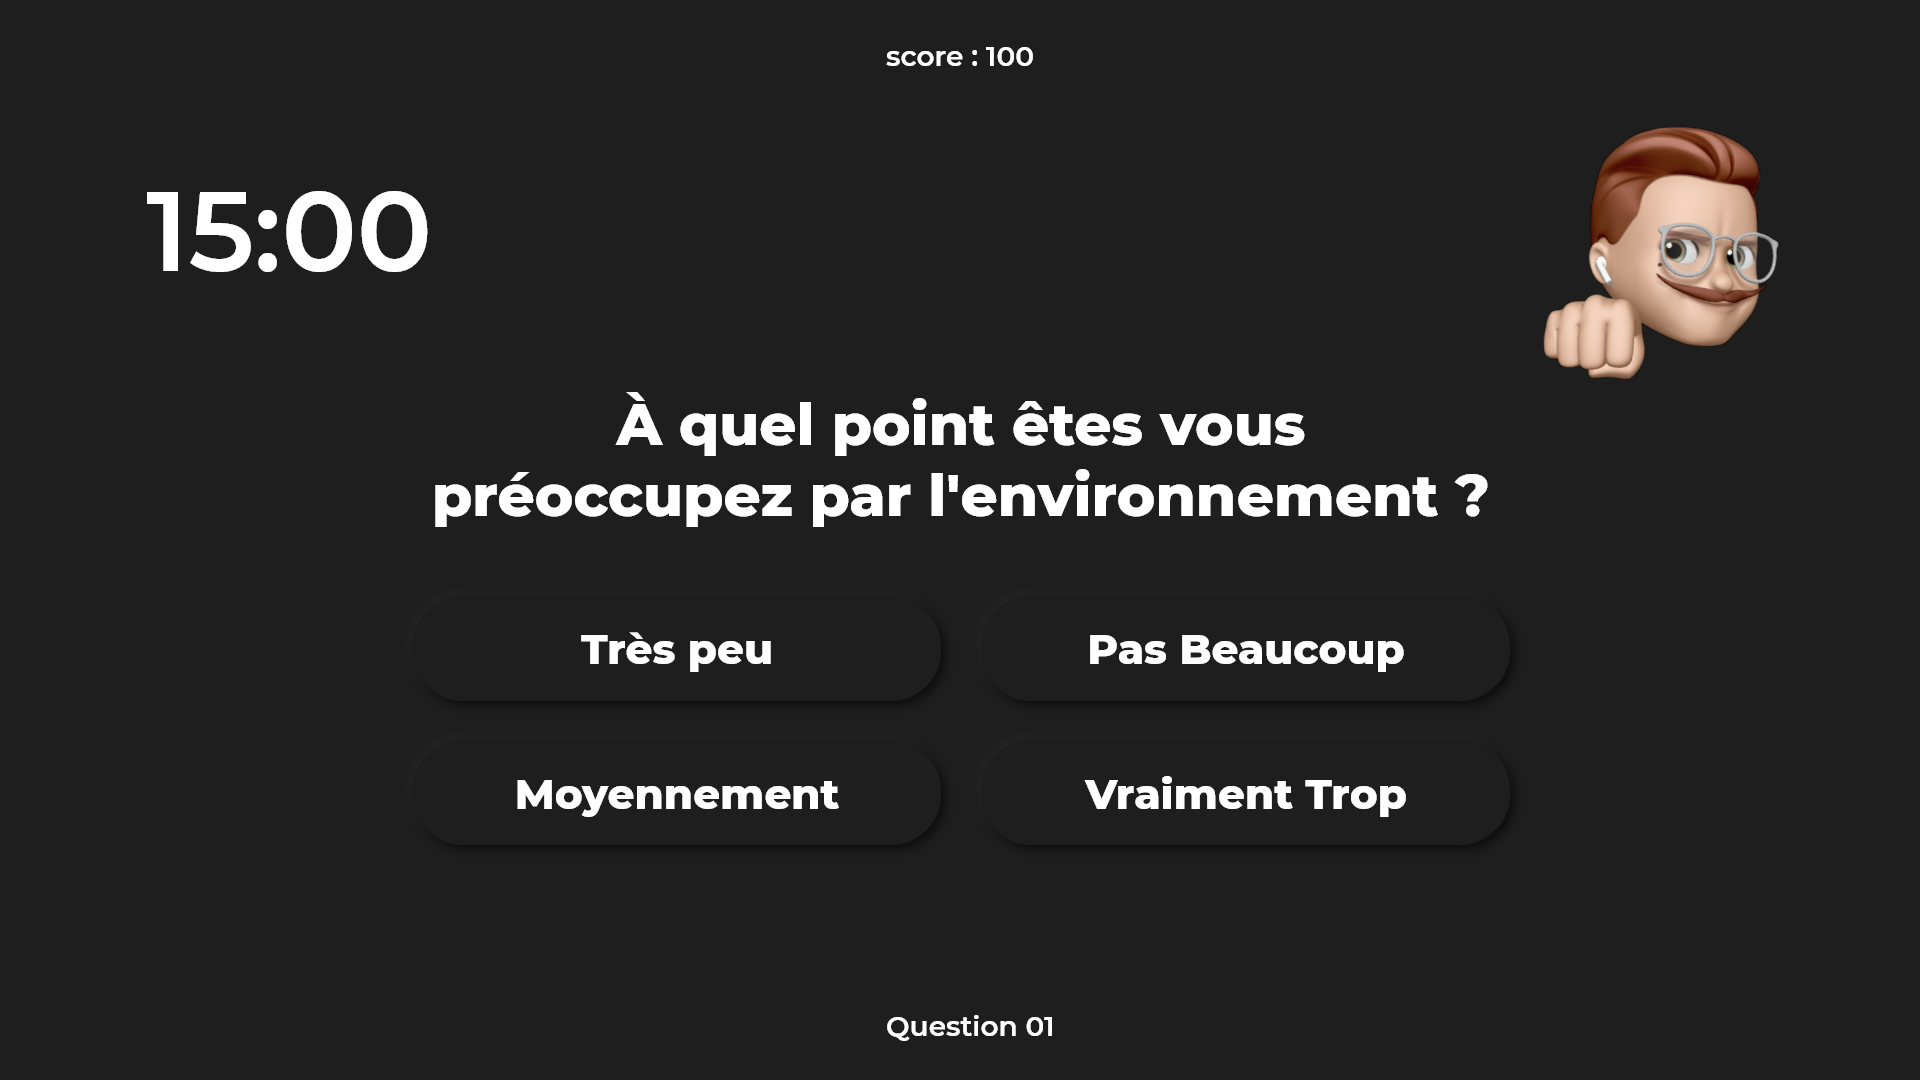 score : 100
15:00
À quel point êtes vous
préoccupez par l'environnement ?
Très peu
Pas Beaucoup
Moyennement
Vraiment Trop
Question 01